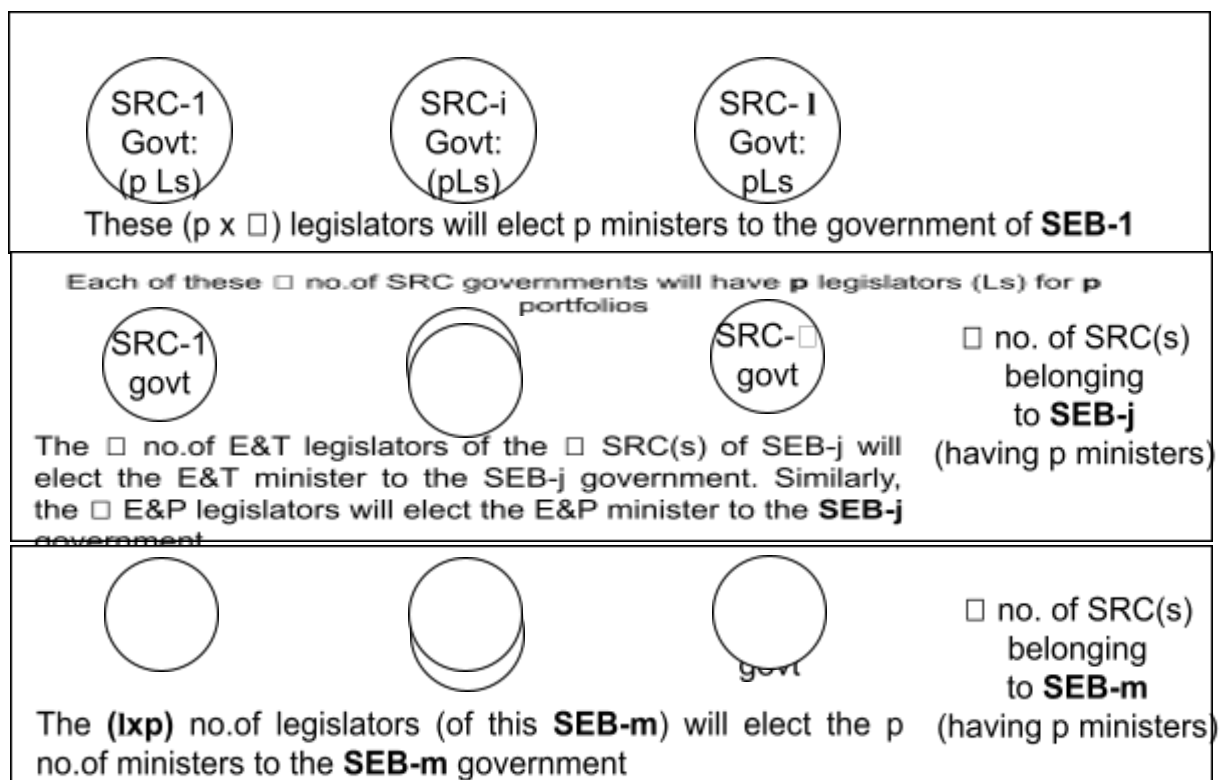 SRC-1
Govt:
(p Ls)
SRC-i
Govt:
(pLs)
SRC- l
Govt:
pLs
These (p x □) legislators will elect p ministers to the government of SEB-1
Each of these □ no.of SRC governments will have p legislators (Ls) for p
portfolios
SRC-1
govt
SRC-□
govt
□ no. of SRC(s)
belonging
to SEB-j
(having p ministers)
The □ no.of E&T legislators of the □ SRC(s) of SEB-j will
elect the E&T minister to the SEB-j government. Similarly,
the □ E&P legislators will elect the E&P minister to the SEB-j
government
govt
□ no. of SRC(s)
belonging
to SEB-m
(having p ministers)
The (lxp) no.of legislators (of this SEB-m) will elect the p
no.of ministers to the SEB-m government